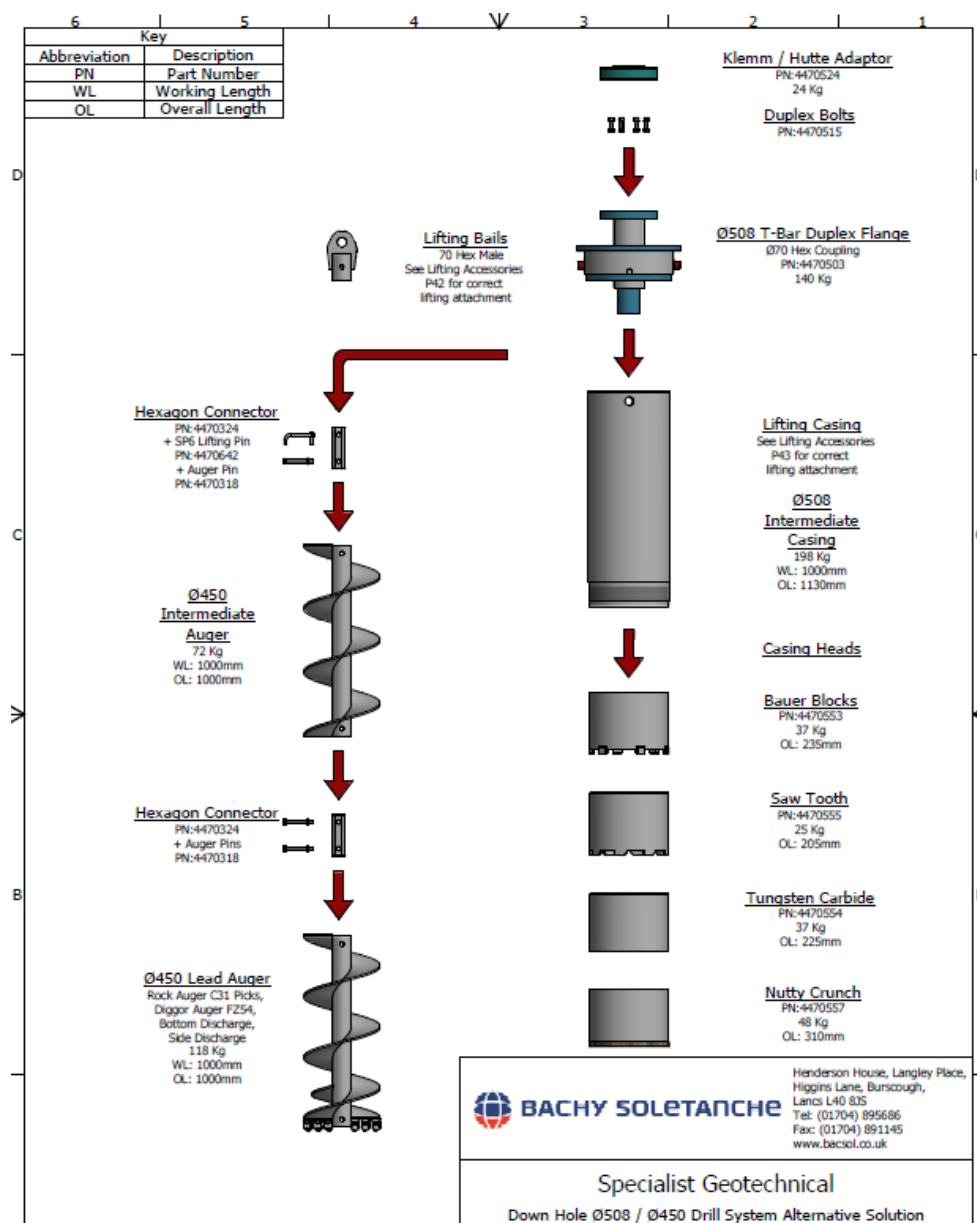 6 5 4 3 2 1
Key
Abbreviation Description
PN Part Number
WL Working Length
OL Overall Length
Klemm / Hutte Adaptor
PN:4470524
24 Kg
Duplex Bolts
PN:4470515
D
Lifting Bails
70 Hex Male
See Lifting Accessories
P42 for correct
lifting attachment
Ø508 T-Bar Duplex Flange
Ø70 Hex Coupling
PN:4470503
140 Kg
Hexagon Connector
PN:4470324
+ SP6 Lifting Pin
PN:4470642
+ Auger Pin
PN:4470318
Lifting Casing
See Lifting Accessories
P43 for correct
lifting attachment
C
Ø508
Intermediate
Casing
198 Kg
WL: 1000mm
OL: 1130mm
Ø450
Intermediate
Auger
72 Kg
WL: 1000mm
OL: 1000mm
Casing Heads
Bauer Blocks
PN:4470553
37 Kg
OL: 235mm
Hexagon Connector
PN:4470324
+ Auger Pins
PN:4470318
Saw Tooth
PN:4470555
25 Kg
OL: 205mm
B
Tungsten Carbide
PN:4470554
37 Kg
OL: 225mm
Ø450 Lead Auger
Rock Auger C31 Picks,
Diggor Auger FZ54,
Bottom Discharge,
Side Discharge
118 Kg
WL: 1000mm
OL: 1000mm
Nutty Crunch
PN:4470557
48 Kg
OL: 310mm
BACHY SOLETANCHE
Henderson House, Langley Place,
Higgins Lane, Burscough,
Lancs L40 8JS
Tel: (01704) 895686
Fax: (01704) 891145
www.bacsol.co.uk
Specialist Geotechnical
Down Hole Ø508 / Ø450 Drill System Alternative Solution